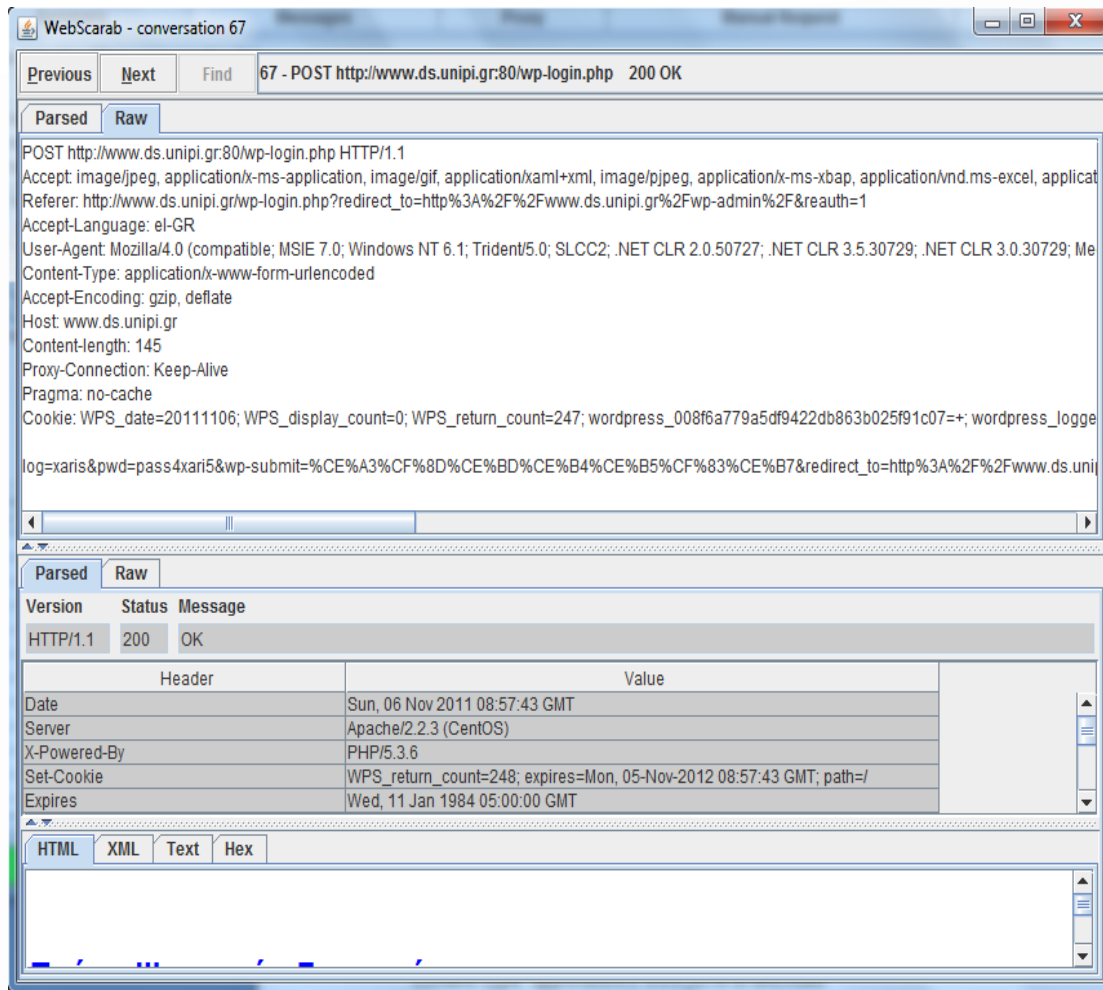 Messages Proxy Manual Request
WebScarab - conversation 67
Previous Next Find 67 - POST http://www.ds.unipi.gr:80/wp-login.php 200 OK
Parsed Raw
POST http://www.ds.unipi.gr:80/wp-login.php HTTP/1.1
Accept: image/jpeg, application/x-ms-application, image/gif, application/xaml+xml, image/pjpeg, application/x-ms-xbap, application/vnd.ms-excel, applicat
Referer: http://www.ds.unipi.gr/wp-login.php?redirect_to=http%3A%2F%2Fwww.ds.unipi.gr%2Fwp-admin%2F&reauth=1
Accept-Language: el-GR
User-Agent: Mozilla/4.0 (compatible; MSIE 7.0; Windows NT 6.1; Trident/5.0; SLCC2; .NET CLR 2.0.50727; .NET CLR 3.5.30729; .NET CLR 3.0.30729; Me
Content-Type: application/x-www-form-urlencoded
Accept-Encoding: gzip, deflate
Host: www.ds.unipi.gr
Content-length: 145
Proxy-Connection: Keep-Alive
Pragma: no-cache
Cookie: WPS_date=20111106; WPS_display_count=0; WPS_return_count=247; wordpress_008f6a779a5df9422db863b025f91c07=+; wordpress_logge
log=xaris&pwd=pass4xari5&wp-submit=%CE%A3%CF%8D%CE%BD%CE%B4%CE%B5%CF%83%CE%B7&redirect_to=http%3A%2F%2Fwww.ds.unip
Parsed Raw
Version Status Message
HTTP/1.1 200 OK
Header Value
Date Sun, 06 Nov 2011 08:57:43 GMT
Server Apache/2.2.3 (CentOS)
X-Powered-By PHP/5.3.6
Set-Cookie WPS_return_count=248; expires=Mon, 05-Nov-2012 08:57:43 GMT; path=/
Expires Wed, 11 Jan 1984 05:00:00 GMT
HTML XML Text Hex